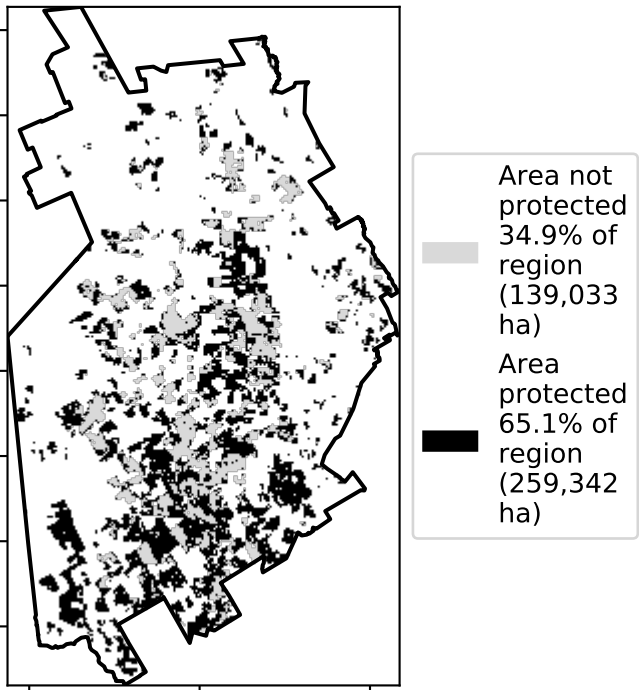 Area not
protected
34.9% of
region
(139,033
ha)
Area
protected
65.1% of
region
(259,342
ha)